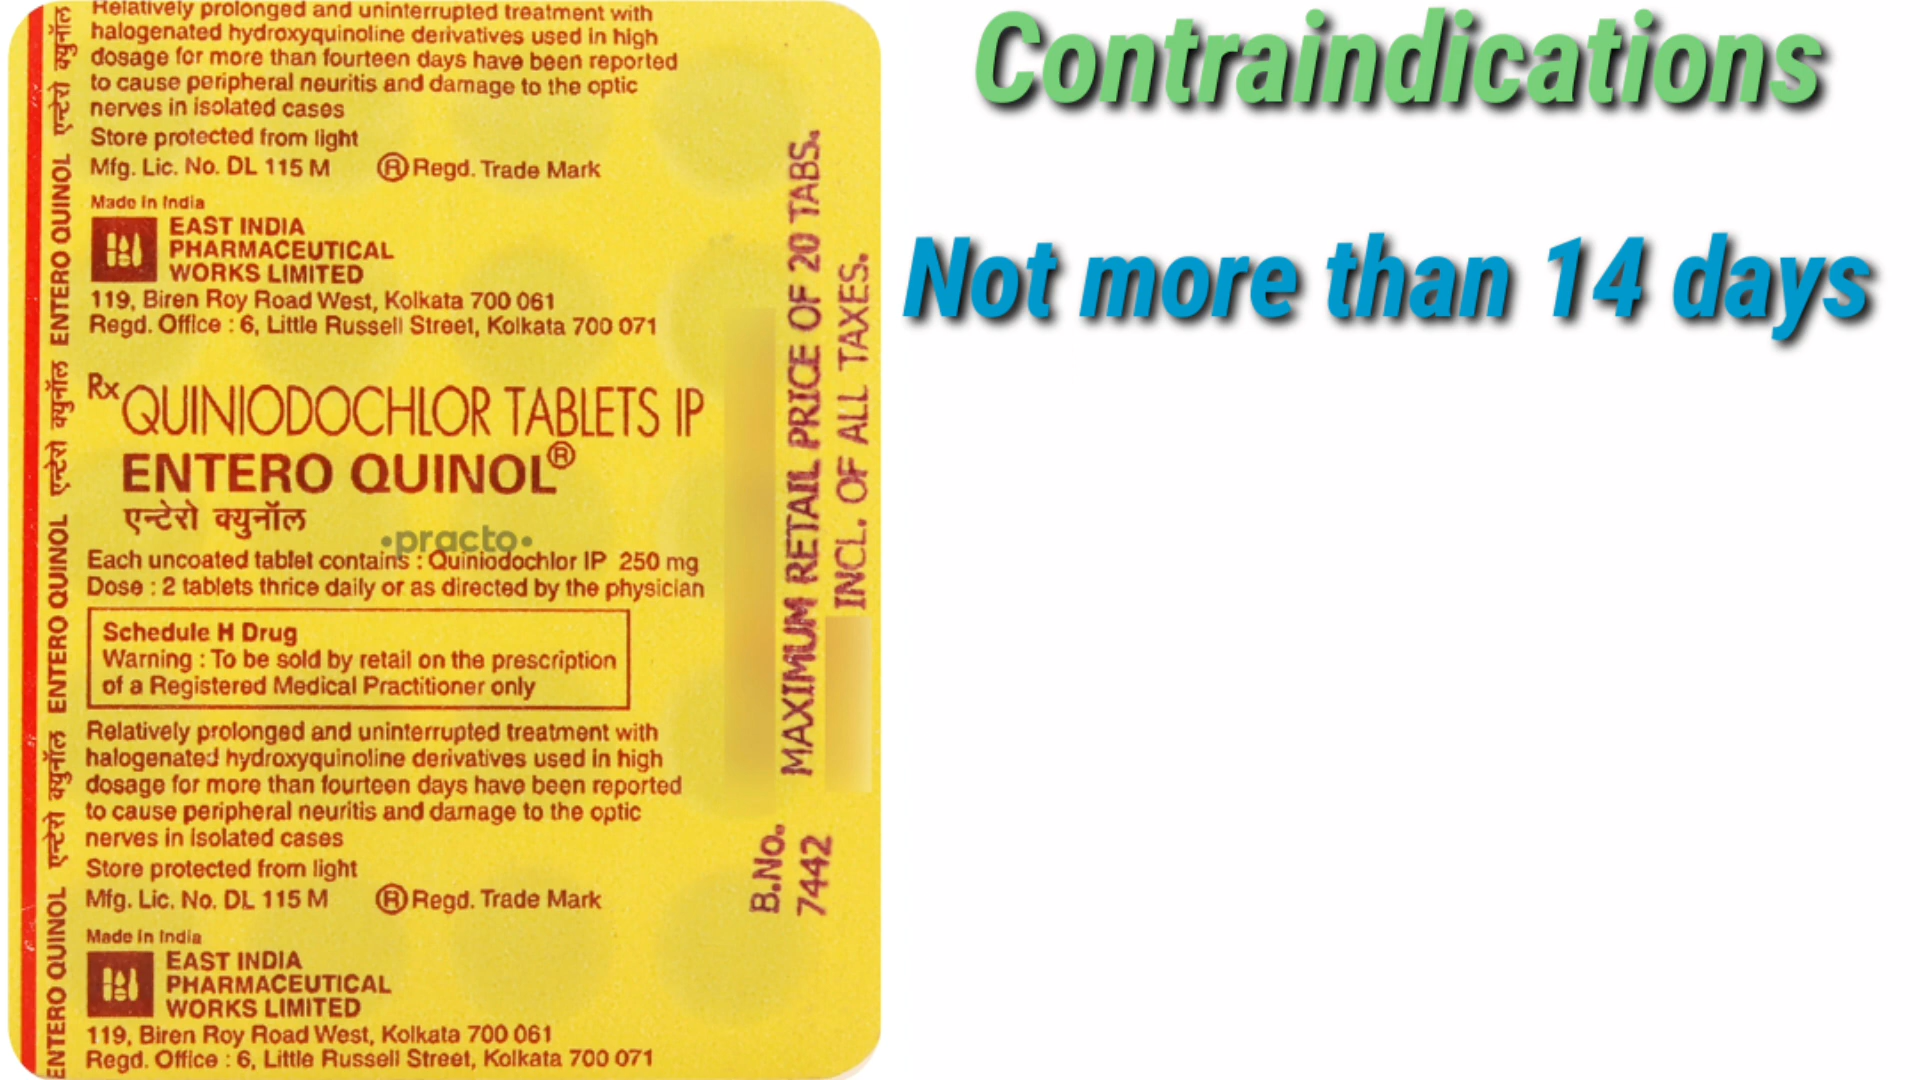 Relatively prolonged and uninterrupted treatment with
halogenated hydroxyquinoline derivatives used in high
dosage for more than fourteen days have been reported
to cause peripheral neuritis and damage to the optic
nerves in isolated cases
Store protected from light
Mfg. Lic. No. DL 115 M ® Regd. Trade Mark
Made in India
EAST INDIA
PHARMACEUTICAL
WORKS LIMITED
119, Biren Roy Road West, Kolkata 700 061
Regd. Office : 6, Little Russell Street, Kolkata 700 071
Rx QUINIODOCHLOR TABLETS IP
ENTERO QUINOL®
एन्टेरो क्युनॉल
•practo•
Each uncoated tablet contains : Quiniodochlor IP 250 mg
Dose : 2 tablets thrice daily or as directed by the physician
Schedule H Drug
Warning : To be sold by retail on the prescription
of a Registered Medical Practitioner only
Relatively prolonged and uninterrupted treatment with
halogenated hydroxyquinoline derivatives used in high
dosage for more than fourteen days have been reported
to cause peripheral neuritis and damage to the optic
nerves in isolated cases
Store protected from light
Mfg. Lic. No. DL 115 M ® Regd. Trade Mark
Made in India
EAST INDIA
PHARMACEUTICAL
WORKS LIMITED
119, Biren Roy Road West, Kolkata 700 061
Regd. Office : 6, Little Russell Street, Kolkata 700 071
ENTERO QUINOL एन्टेरो क्युनॉल ENTERO QUINOL एन्टेरो क्युनॉल एन्टेरो क्युनॉल ENTERO QUINOL एन्टेरो क्युनॉल
B.No. MAXIMUM RETAIL PRICE OF 20 TABS.
7442 INCL. OF ALL TAXES.
Contraindications
Not more than 14 days